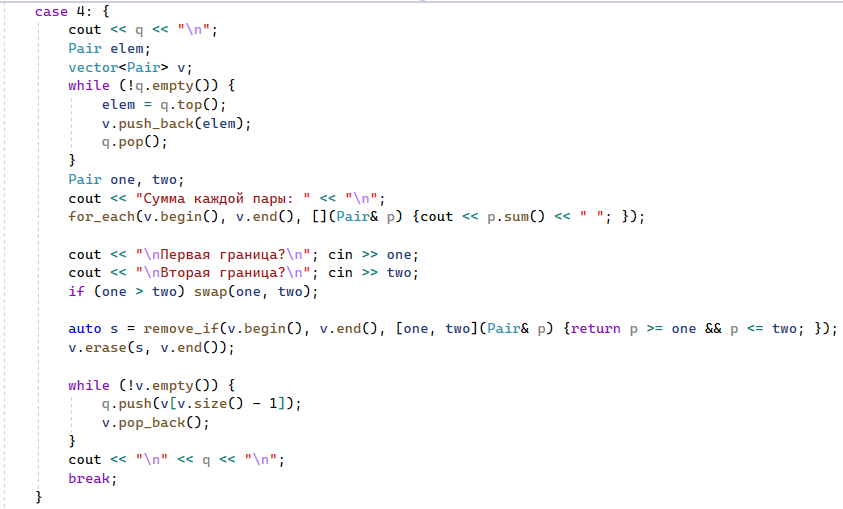 case 4: {
cout << q << "\n";
Pair elem;
vector<Pair> v;
while (!q.empty()) {
elem = q.top();
v.push_back(elem);
q.pop();
}
Pair one, two;
cout << "Сумма каждой пары: " << "\n";
for_each(v.begin(), v.end(), [](Pair& p) {cout << p.sum() << " "; });
cout << "\nПервая граница?\n"; cin >> one;
cout << "\nВторая граница?\n"; cin >> two;
if (one > two) swap(one, two);
auto s = remove_if(v.begin(), v.end(), [one, two](Pair& p) {return p >= one && p <= two; });
v.erase(s, v.end());
while (!v.empty()) {
q.push(v[v.size() - 1]);
v.pop_back();
}
cout << "\n" << q << "\n";
break;
}